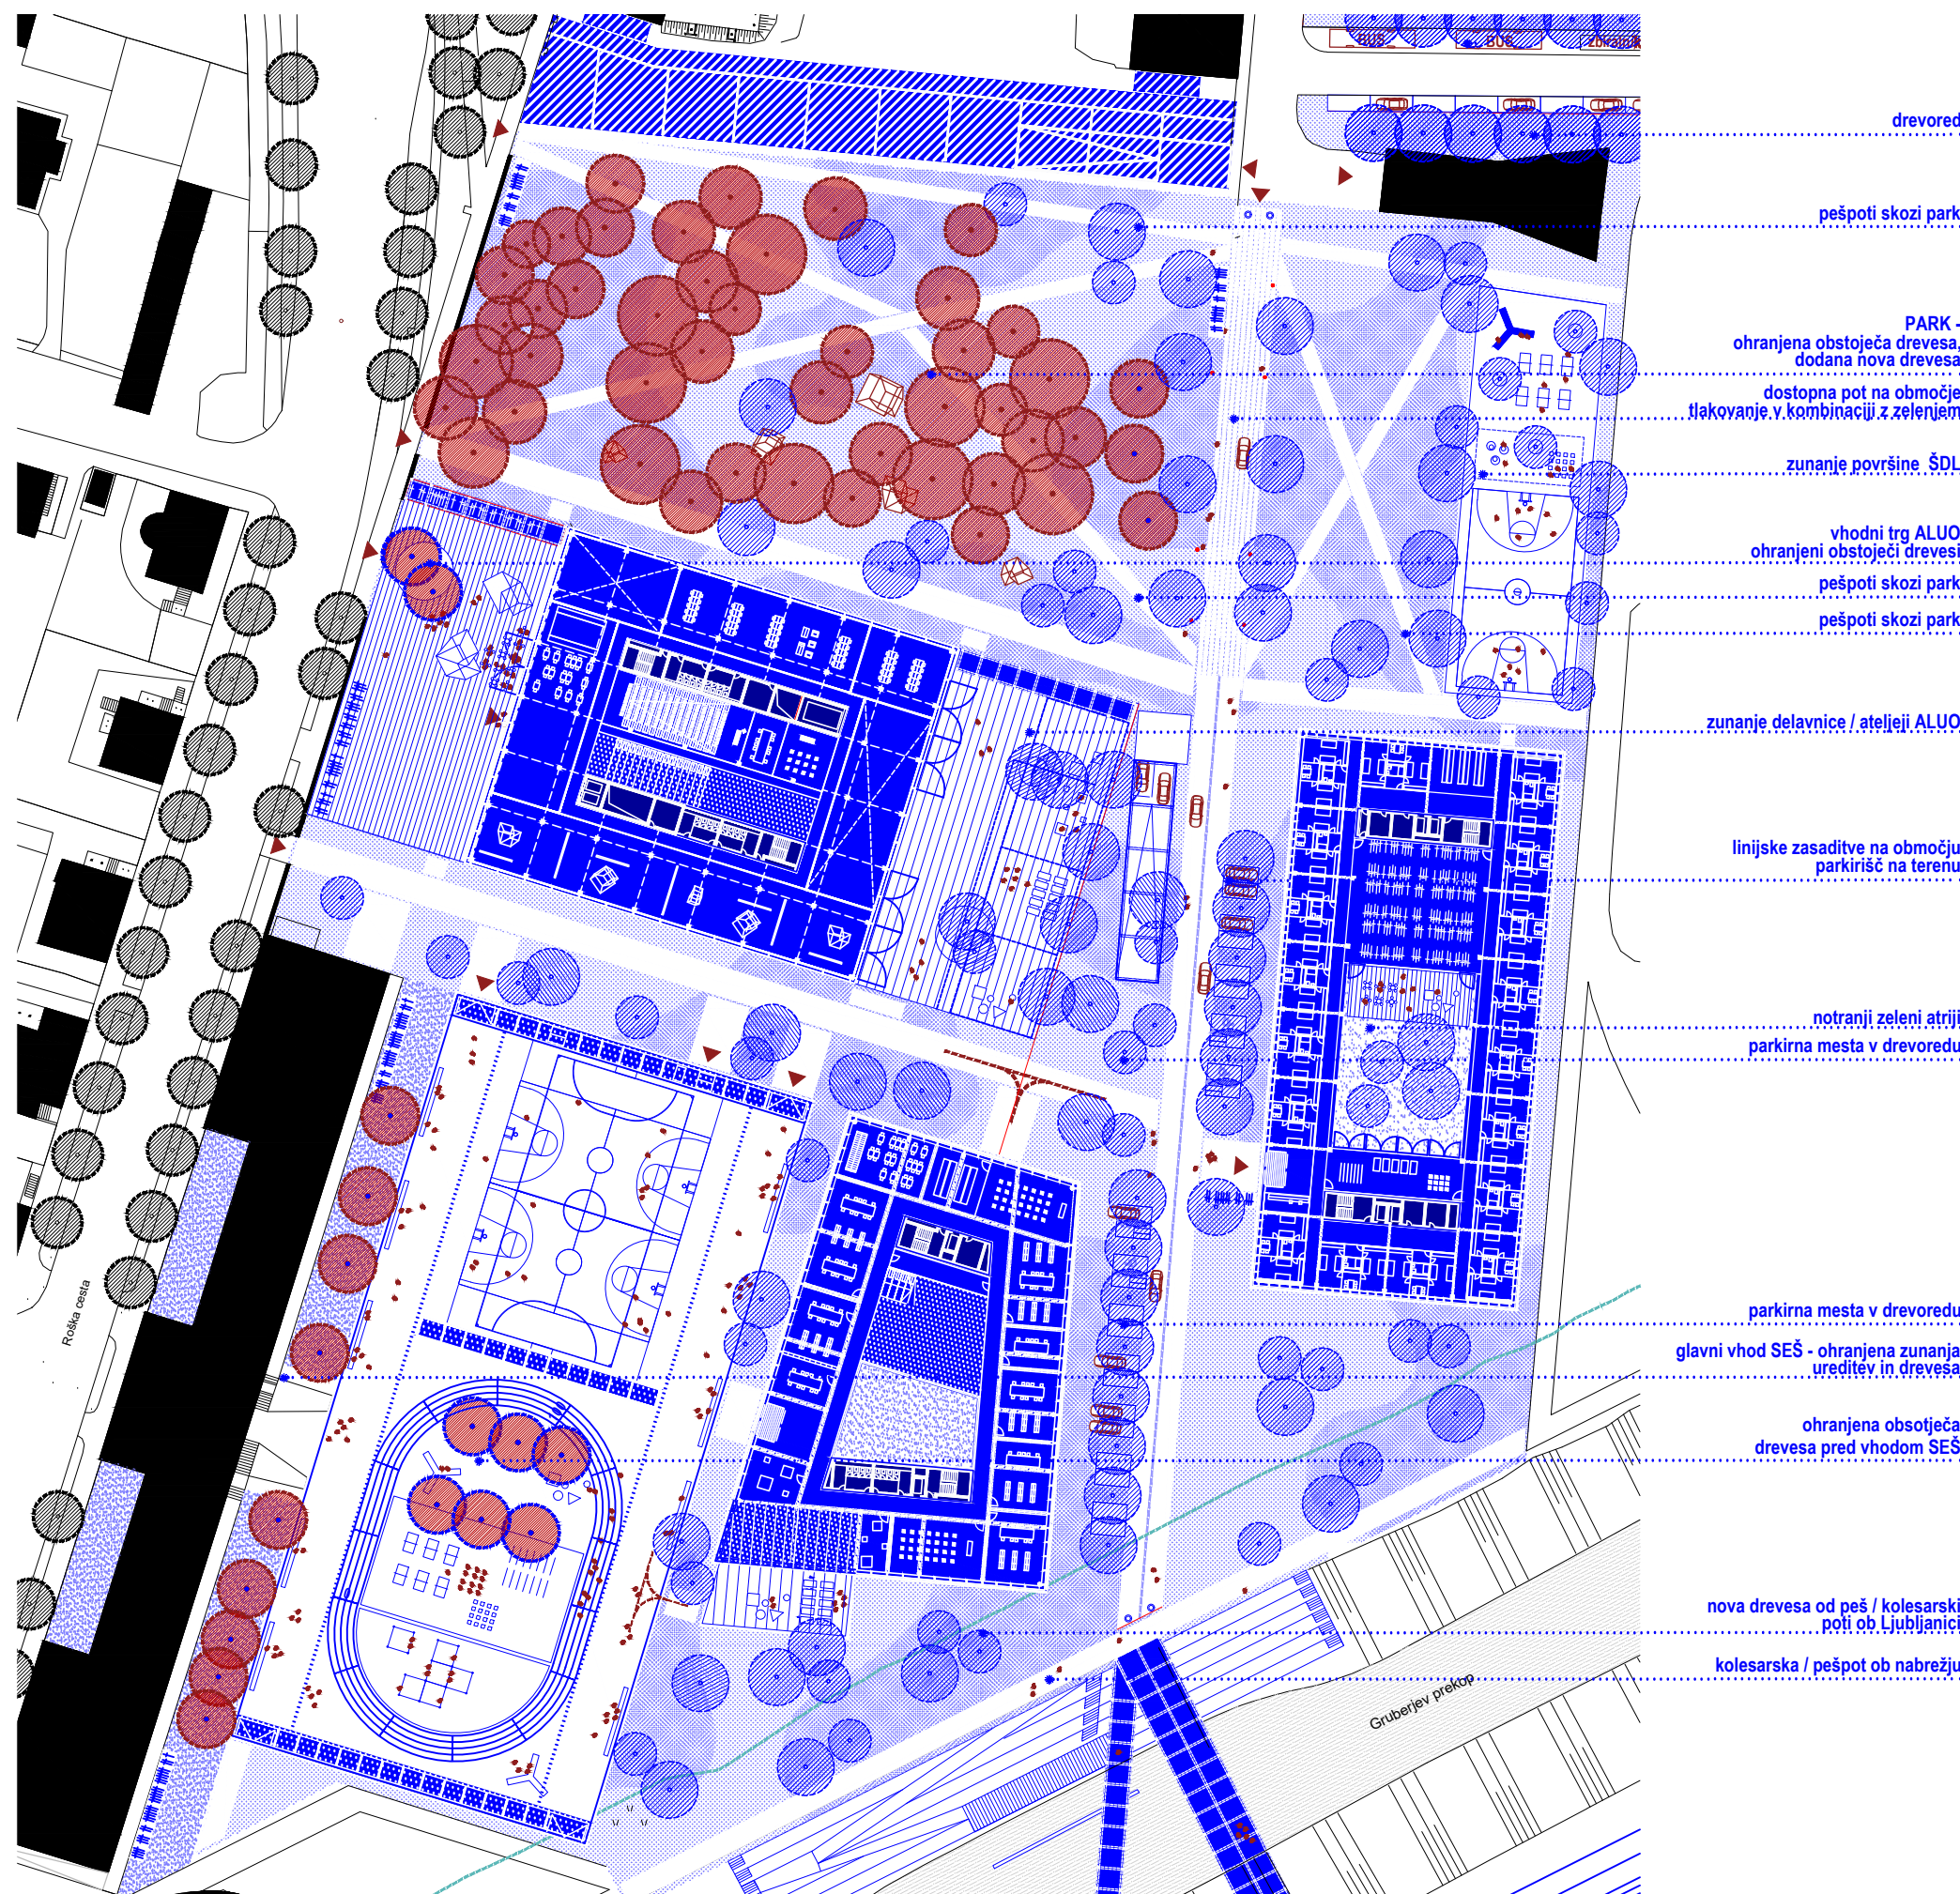 BUS
BUS
drevored
pešpoti skozi park
PARK -
ohranjena obstoječa drevesa,
dodana nova drevesa
dostopna pot na območje
tlakovanje v kombinaciji z zelenjem
zunanje površine ŠDL
vhodni trg ALUO
ohranjeni obstoječi drevesi
pešpoti skozi park
pešpoti skozi park
zunanje delavnice / ateljeji ALUO
linijske zasaditve na območju
parkirišč na terenu
notranji zeleni atriji
parkirna mesta v drevoredu
Roška cesta
parkirna mesta v drevoredu
glavni vhod SEŠ - ohranjena zunanja
ureditev in drevesa
ohranjena obsotječa
drevesa pred vhodom SEŠ
nova drevesa od peš / kolesarski
poti ob Ljubljanici
kolesarska / pešpot ob nabrežju
Gruberjev prekop